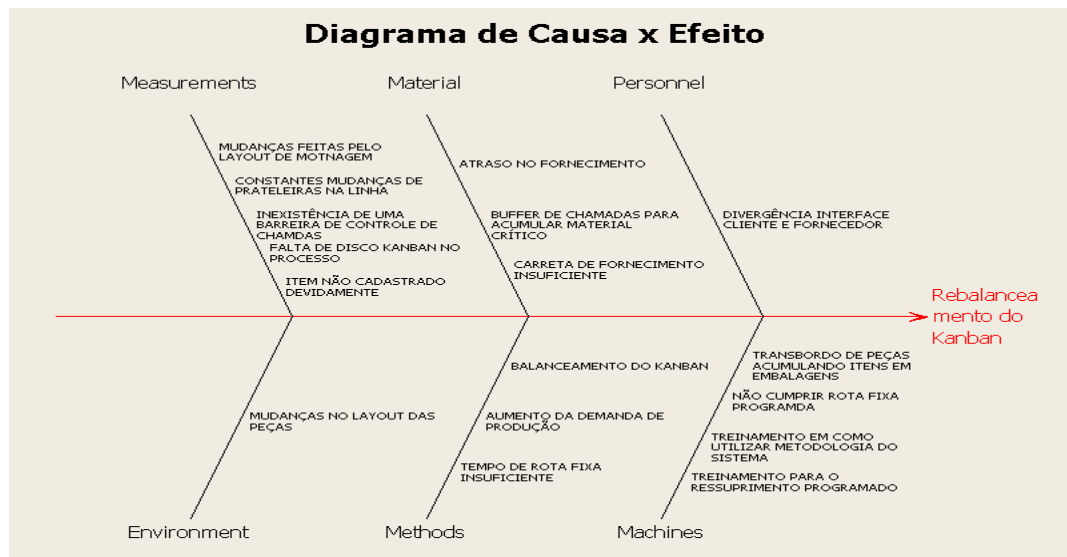 Diagrama de Causa x Efeito
Measurements
Material
Personnel
MUDANÇAS FEITAS PELO
LAYOUT DE MOTNAGEM
CONSTANTES MUDANÇAS DE
PRATELEIRAS NA LINHA
INEXISTÊNCIA DE UMA
BARREIRA DE CONTROLE DE
CHAMDAS
FALTA DE DISCO KANBAN NO
PROCESSO
ITEM NÃO CADASTRADO
DEVIDAMENTE
ATRASO NO FORNECIMENTO
BUFFER DE CHAMADAS PARA
ACUMULAR MATERIAL
CRÍTICO
CARRETA DE FORNECIMENTO
INSUFICIENTE
DIVERGÊNCIA INTERFACE
CLIENTE E FORNECEDOR
Rebalancea
mento do
Kanban
MUDANÇAS NO LAYOUT DAS
PEÇAS
BALANCEAMENTO DO KANBAN
AUMENTO DA DEMANDA DE
PRODUÇÃO
TEMPO DE ROTA FIXA
INSUFICIENTE
TRANSBORDO DE PEÇAS
ACUMULANDO ITENS EM
EMBALAGENS
NÃO CUMPRIR ROTA FIXA
PROGRAMDA
TREINAMENTO EM COMO
UTILIZAR METODOLOGIA DO
SISTEMA
TREINAMENTO PARA O
RESSUPRIMENTO PROGRAMADO
Environment
Methods
Machines